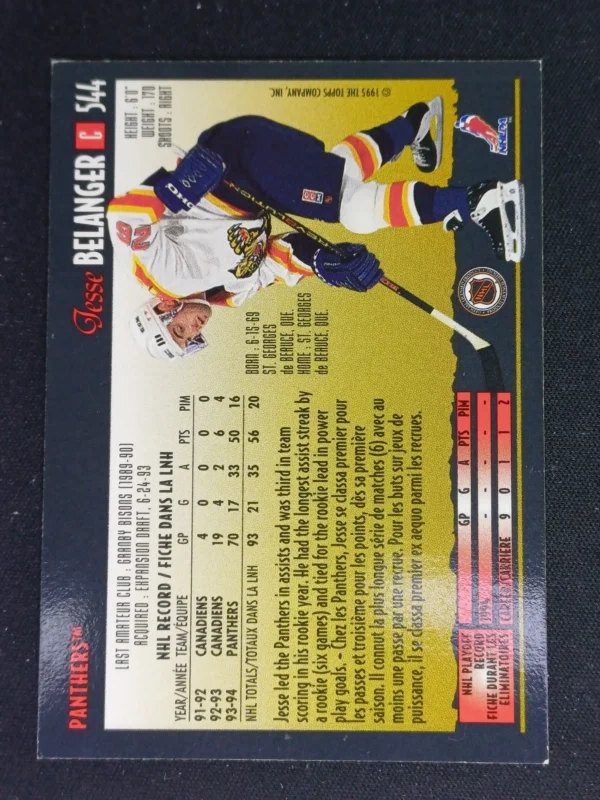 PANTHERS™
Jesse BELANGER C 544
LAST AMATEUR CLUB : GRANBY BISONS (1989-90)
ACQUIRED : EXPANSION DRAFT, 6-24-93
HEIGHT : 6'0"
WEIGHT : 170
SHOOTS : RIGHT
NHL RECORD / FICHE DANS LA LNH
YEAR/ANNÉE TEAM/ÉQUIPE GP G A PTS PIM
91-92 CANADIENS 4 0 0 0 0
92-93 CANADIENS 19 4 2 6 4
93-94 PANTHERS 70 17 33 50 16
NHL TOTALS/TOTAUX DANS LA LNH 93 21 35 56 20
BORN : 6-15-69
ST. GEORGES
de BEAUCE, QUE.
HOME : ST. GEORGES
de BEAUCE, QUE.
Jesse led the Panthers in assists and was third in team
scoring in his rookie year. He had the longest assist streak by
a rookie (six games) and tied for the rookie lead in power
play goals. – Chez les Panthers, Jesse se classa premier pour
les passes et troisième pour les points, dès sa première
saison. Il connut la plus longue série de matches (6) avec au
moins une passe par une recrue. Pour les buts sur jeux de
puissance, il se classa premier ex aequo parmi les recrues.
NHL PLAYOFF
RECORD
FICHE DURANT LES
ÉLIMINATOIRES
GP G A PTS PIM
- - - - -
CAREER/CARRIÈRE 9 0 1 1 2
© 1995 THE TOPPS COMPANY, INC.
NHLPA
NHL
28